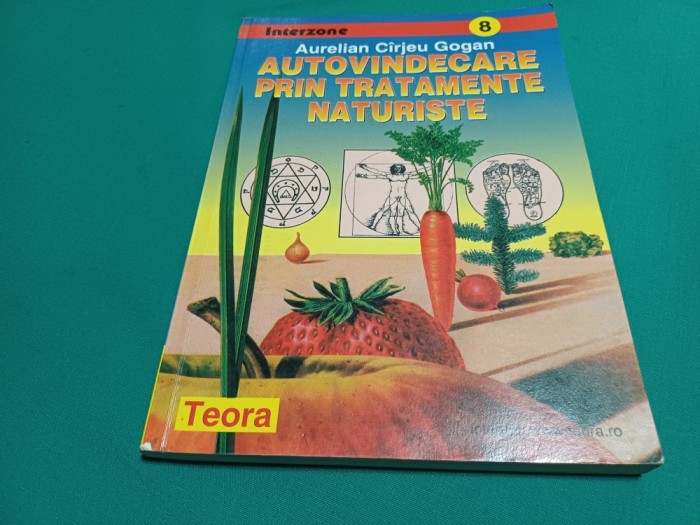 Interzone
8
Aurelian Cîrjeu Gogan
AUTOVINDECARE
PRIN TRATAMENTE
NATURISTE
Teora